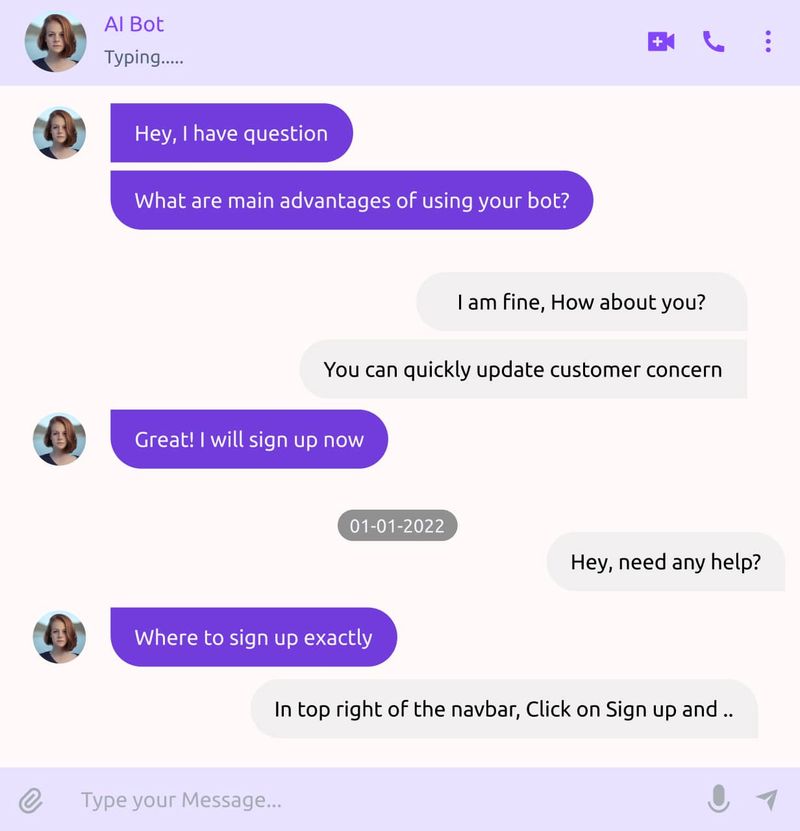 AI Bot
Typing.....
Hey, I have question
What are main advantages of using your bot?
I am fine, How about you?
You can quickly update customer concern
Great! I will sign up now
01-01-2022
Hey, need any help?
Where to sign up exactly
In top right of the navbar, Click on Sign up and ..
Type your Message...